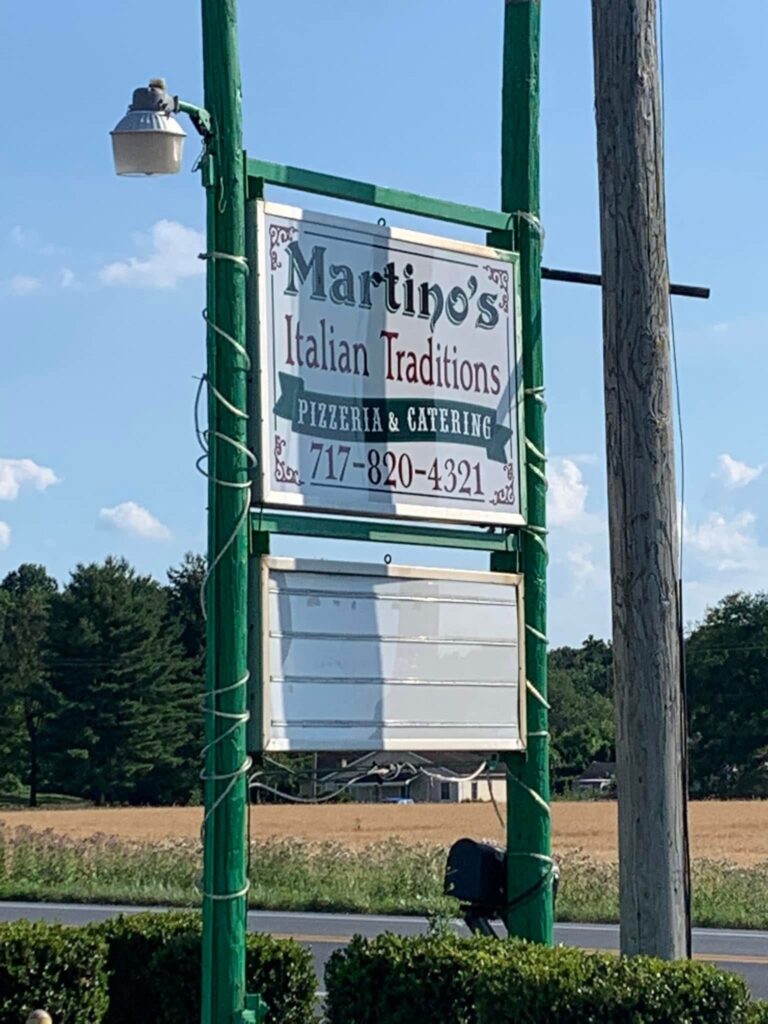 Martino's
Italian Traditions
PIZZERIA & CATERING
717-820-4321